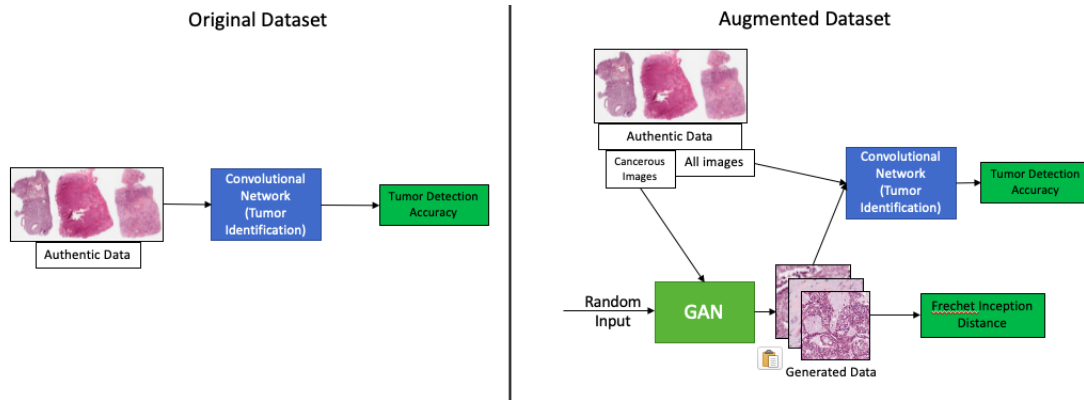 Original Dataset
Authentic Data
Convolutional
Network
(Tumor
Identification)
Tumor Detection
Accuracy
Augmented Dataset
Authentic Data
Cancerous
Images
All images
Convolutional
Network
(Tumor
Identification)
Tumor Detection
Accuracy
Random
Input
GAN
Generated Data
Frechet Inception
Distance